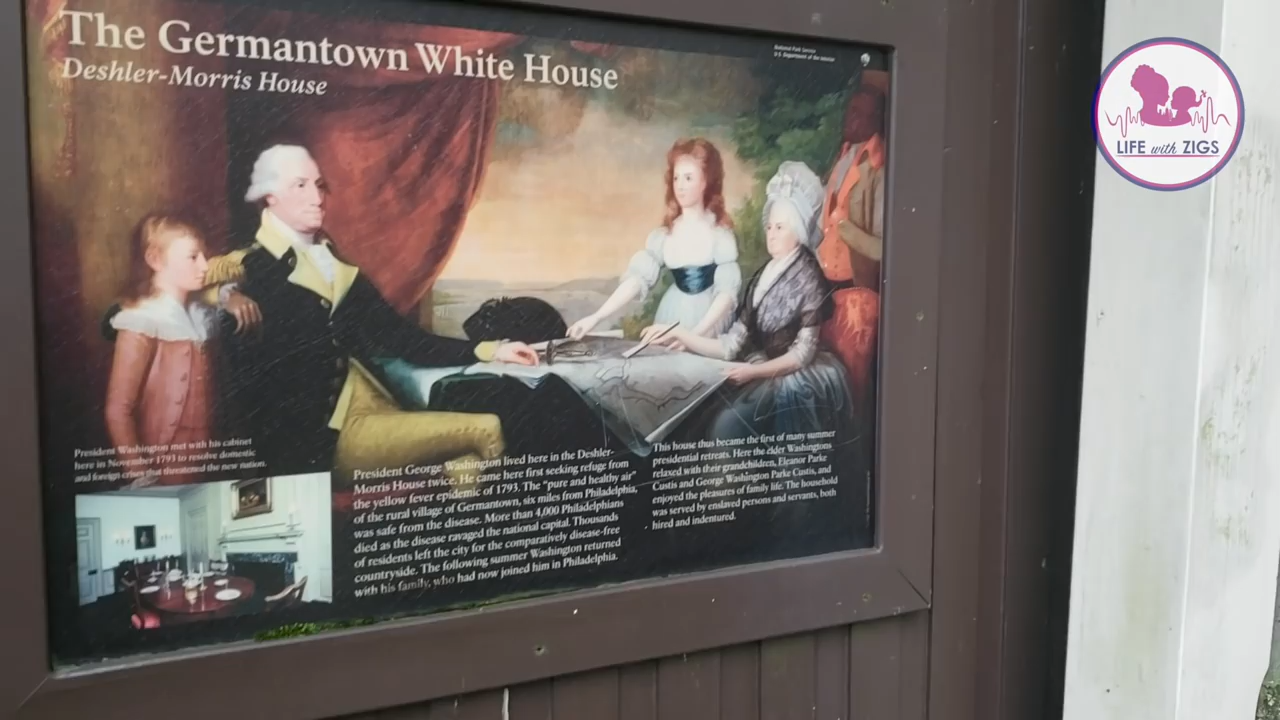 The Germantown White House
Deshler-Morris House
National Park Service
U.S. Department of the Interior
LIFE with ZIGS
President Washington met with his cabinet
here in November 1793 to resolve domestic
and foreign crises that threatened the new nation.
President George Washington lived here in the Deshler-
Morris House twice. He came here first seeking refuge from
the yellow fever epidemic of 1793. The "pure and healthy air"
of the rural village of Germantown, six miles from Philadelphia,
was safe from the disease. More than 4,000 Philadelphians
died as the disease ravaged the national capital. Thousands
of residents left the city for the comparatively disease-free
countryside. The following summer Washington returned
with his family, who had now joined him in Philadelphia.
This house thus became the first of many summer
presidential retreats. Here the elder Washingtons
relaxed with their grandchildren, Eleanor Parke
Custis and George Washington Parke Custis, and
enjoyed the pleasures of family life. The household
was served by enslaved persons and servants, both
hired and indentured.